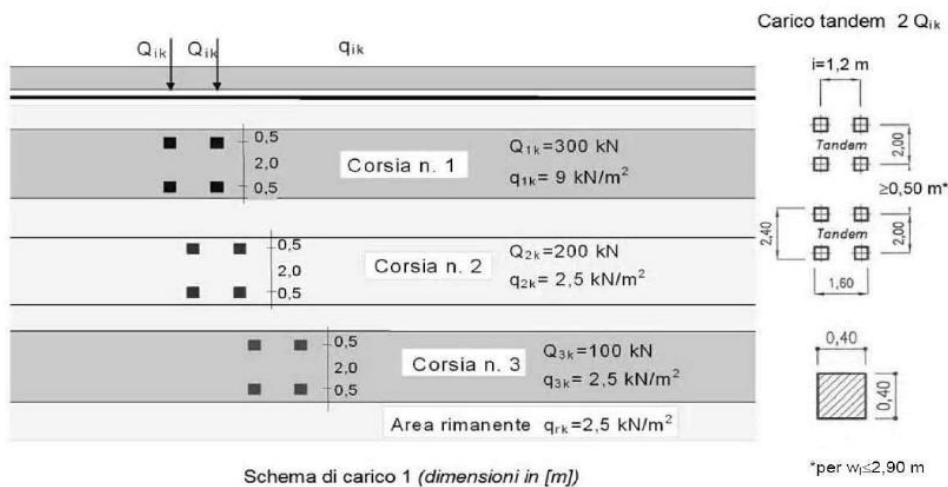 Carico tandem 2 Qik
Qik Qik qik
i=1,2 m
0,5
2,0
0,5
Corsia n. 1
Q1k=300 kN
q1k= 9 kN/m²
Tandem
2,00
≥0,50 m*
0,5
2,0
0,5
Corsia n. 2
Q2k=200 kN
q2k= 2,5 kN/m²
2,40
Tandem
2,00
1,60
0,5
2,0
0,5
Corsia n. 3
Q3k=100 kN
q3k= 2,5 kN/m²
0,40
0,40
Area rimanente qrk=2,5 kN/m²
Schema di carico 1 (dimensioni in [m])
*per wl≤2,90 m